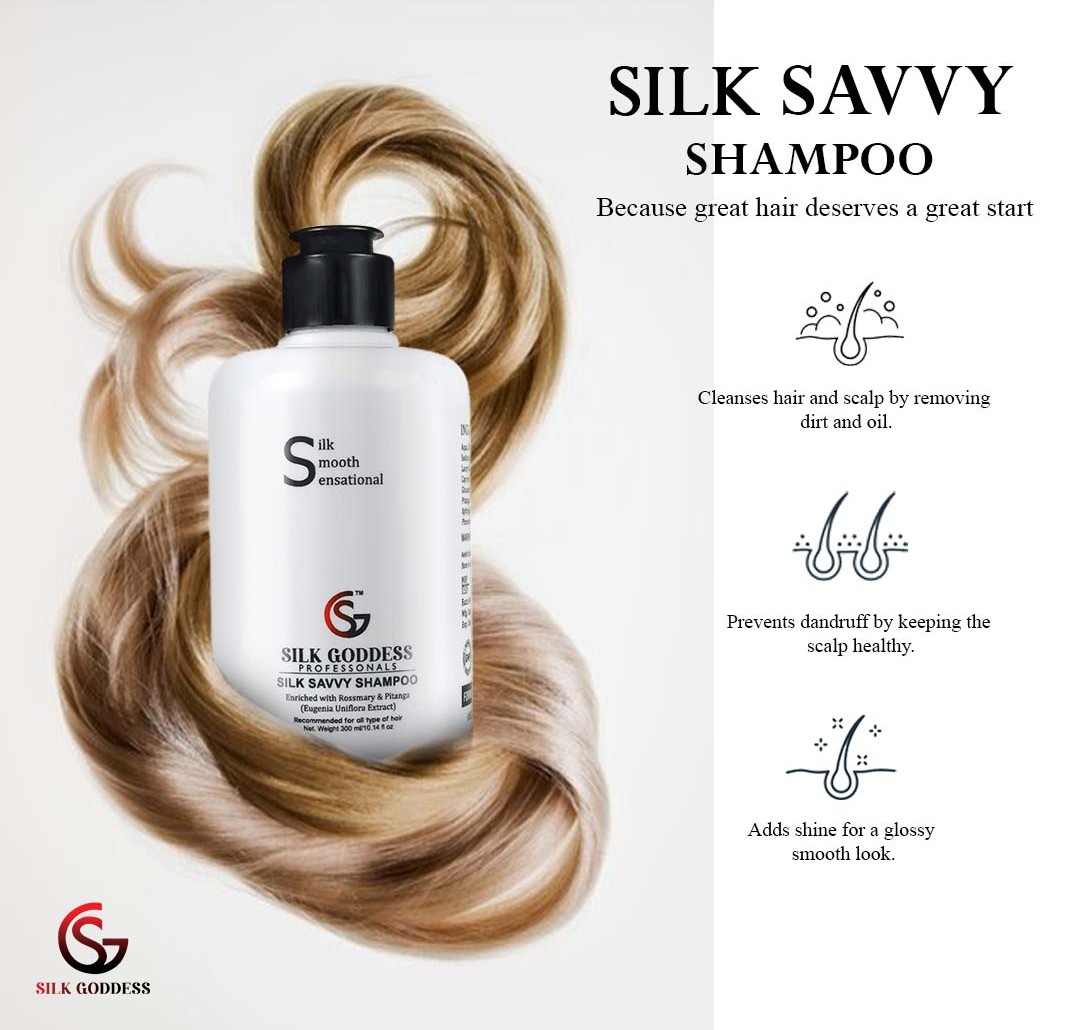 SILK SAVVY
SHAMPOO
Because great hair deserves a great start
Cleanses hair and scalp by removing
dirt and oil.
Prevents dandruff by keeping the
scalp healthy.
Adds shine for a glossy
smooth look.
Silk
Smooth
Sensational
SG™
SILK GODDESS
PROFESSONALS
SILK SAVVY SHAMPOO
Enriched with Rossmary & Pitanga
(Eugenia Uniflora Extract)
Recommended for all type of hair
Net. Weight 300 ml/10.14 fl oz
SG
SILK GODDESS